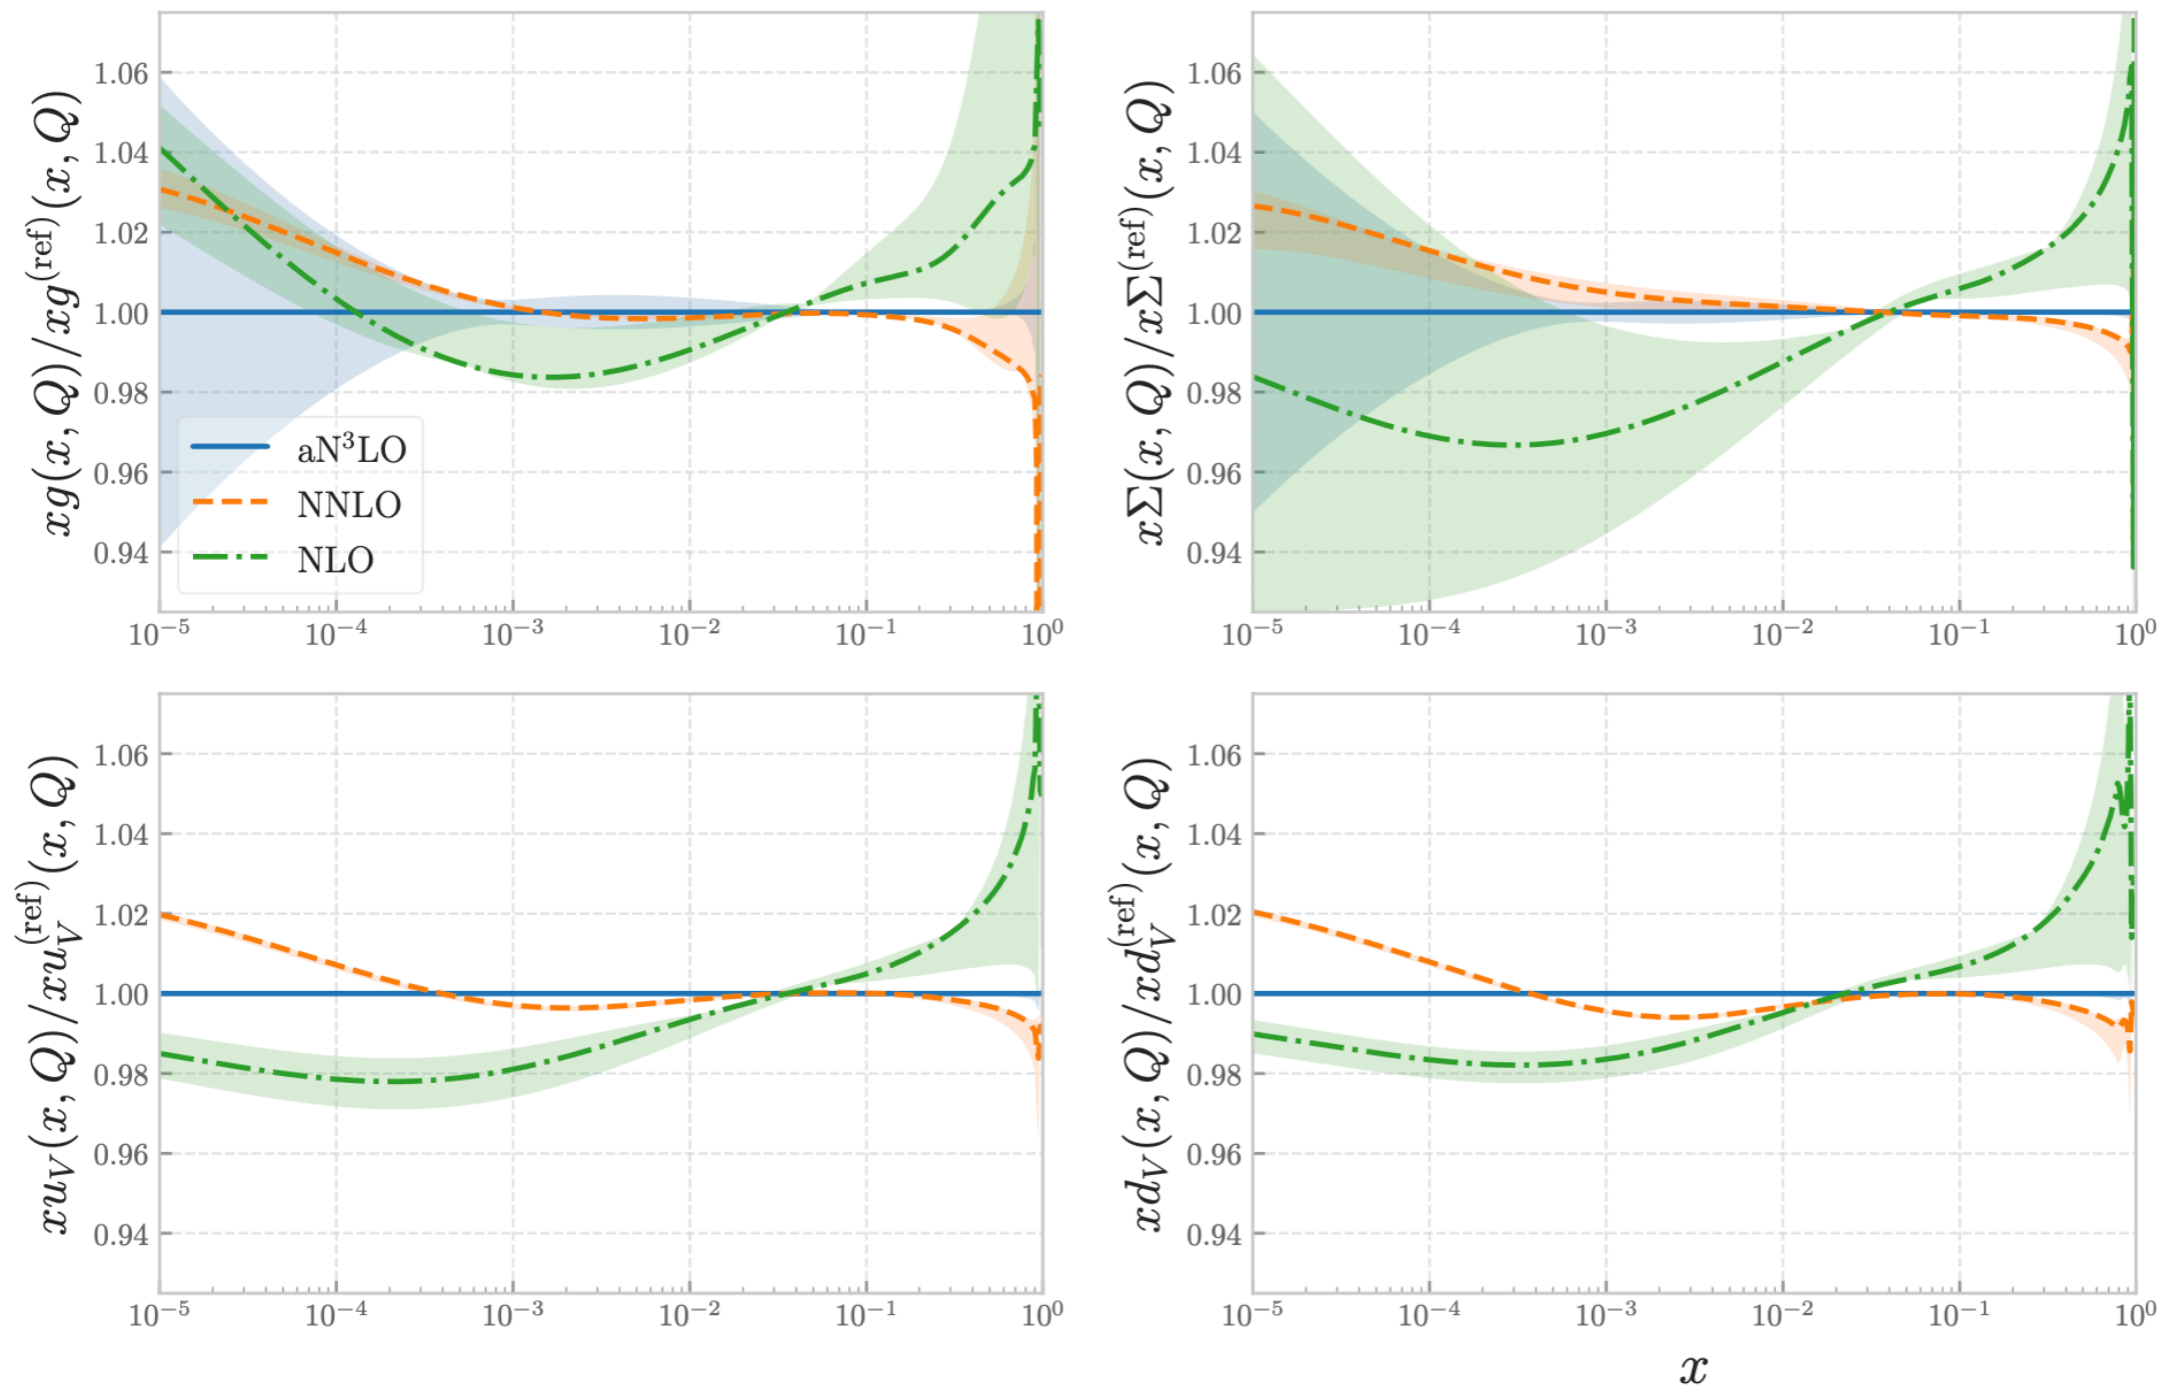 xg(x, Q)/xg^(ref)(x, Q)
1.06
1.04
1.02
1.00
0.98
0.96
0.94
aN³LO
NNLO
NLO
10⁻⁵ 10⁻⁴ 10⁻³ 10⁻² 10⁻¹ 10⁰
xΣ(x, Q)/xΣ^(ref)(x, Q)
1.06
1.04
1.02
1.00
0.98
0.96
0.94
10⁻⁵ 10⁻⁴ 10⁻³ 10⁻² 10⁻¹ 10⁰
xu_V(x, Q)/xu_V^(ref)(x, Q)
1.06
1.04
1.02
1.00
0.98
0.96
0.94
10⁻⁵ 10⁻⁴ 10⁻³ 10⁻² 10⁻¹ 10⁰
xd_V(x, Q)/xd_V^(ref)(x, Q)
1.06
1.04
1.02
1.00
0.98
0.96
0.94
10⁻⁵ 10⁻⁴ 10⁻³ 10⁻² 10⁻¹ 10⁰
x